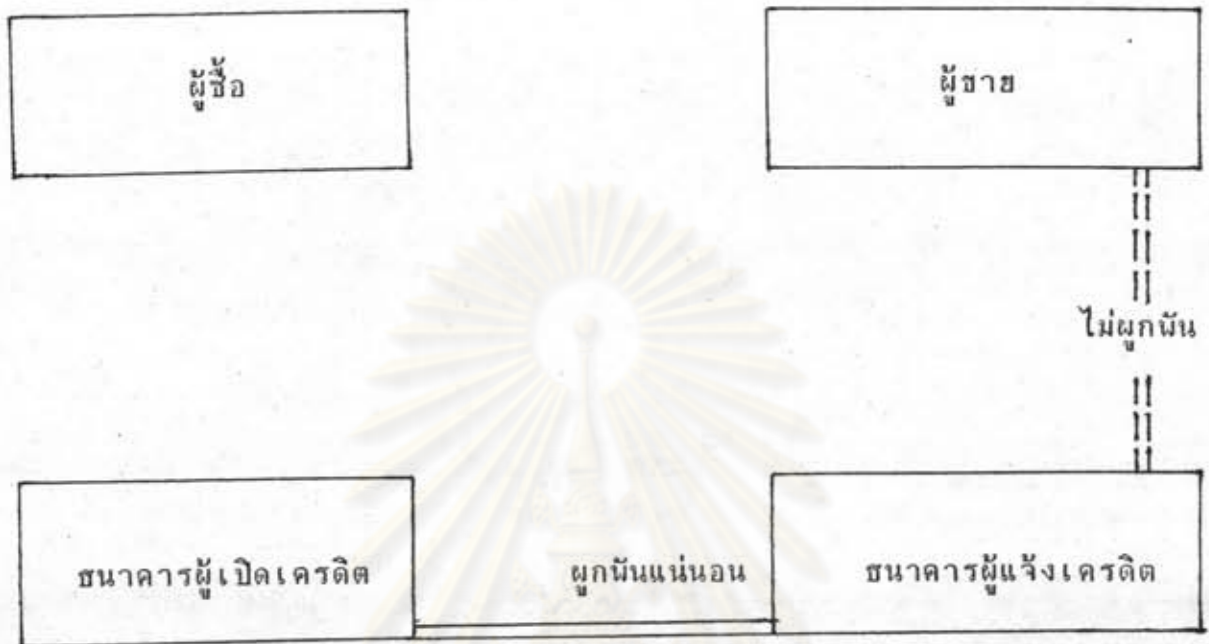 ผู้ซื้อ
ผู้ขาย
ไม่ผูกพัน
ธนาคารผู้เปิดเครดิต
ผูกพันแน่นอน
ธนาคารผู้แจ้งเครดิต